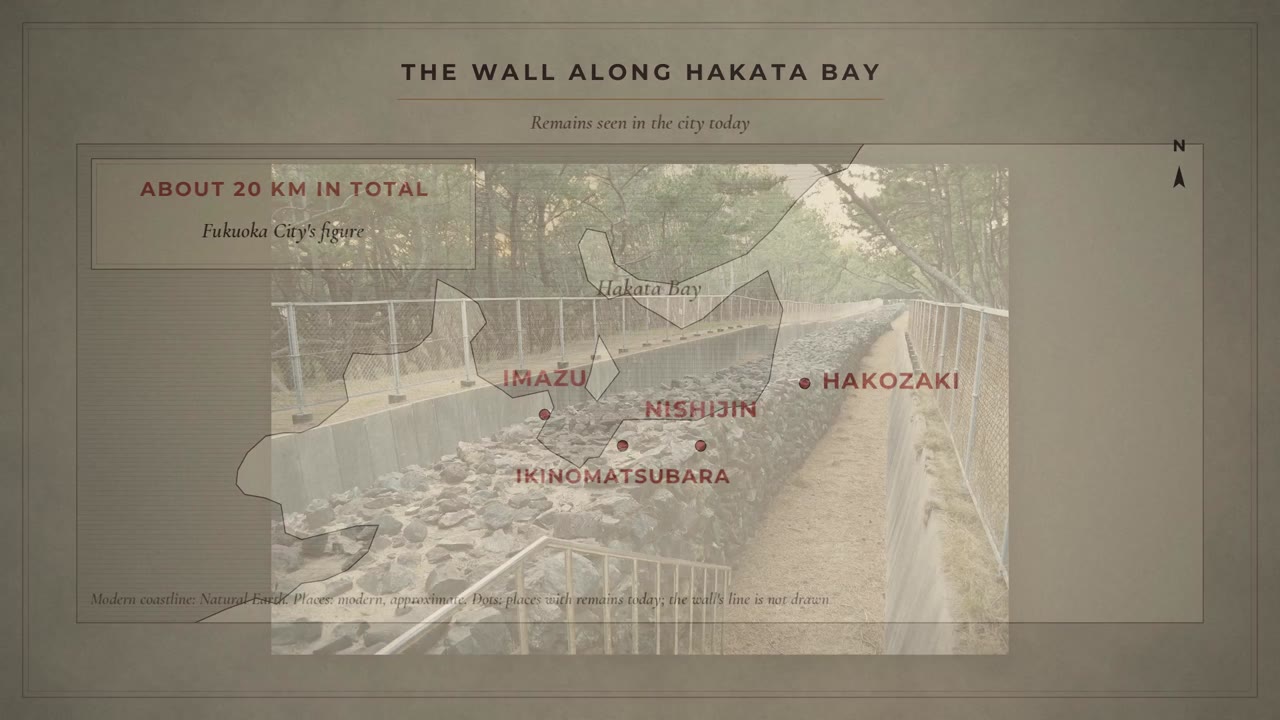 THE WALL ALONG HAKATA BAY
Remains seen in the city today
N
ABOUT 20 KM IN TOTAL
Fukuoka City's figure
Hakata Bay
IMAZU
HAKOZAKI
NISHIJIN
IKINOMATSUBARA
Modern coastline: Natural Earth. Places: modern, approximate. Dots: places with remains today; the wall's line is not drawn